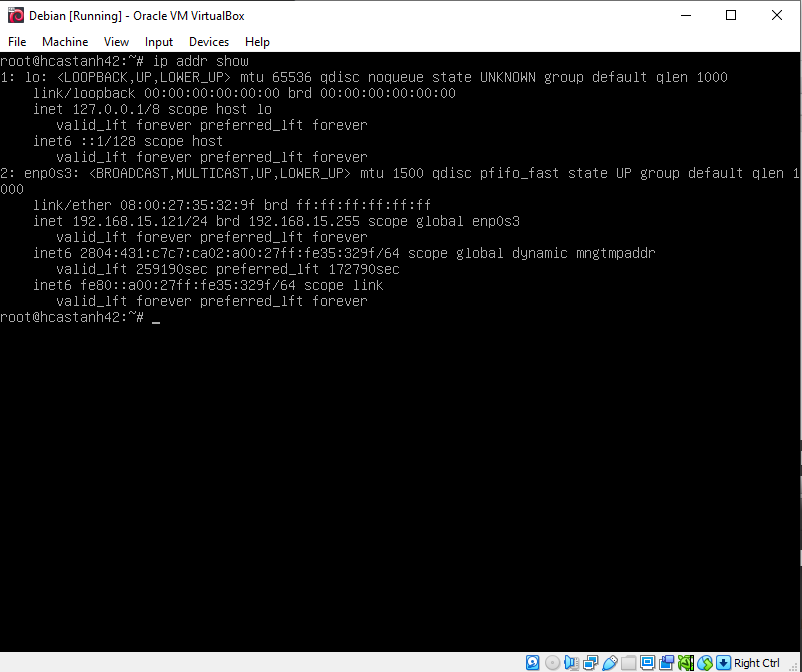 Debian [Running] - Oracle VM VirtualBox
File Machine View Input Devices Help
root@hcastanh42:~# ip addr show
1: lo: <LOOPBACK,UP,LOWER_UP> mtu 65536 qdisc noqueue state UNKNOWN group default qlen 1000
    link/loopback 00:00:00:00:00:00 brd 00:00:00:00:00:00
    inet 127.0.0.1/8 scope host lo
       valid_lft forever preferred_lft forever
    inet6 ::1/128 scope host
       valid_lft forever preferred_lft forever
2: enp0s3: <BROADCAST,MULTICAST,UP,LOWER_UP> mtu 1500 qdisc pfifo_fast state UP group default qlen 1
000
    link/ether 08:00:27:35:32:9f brd ff:ff:ff:ff:ff:ff
    inet 192.168.15.121/24 brd 192.168.15.255 scope global enp0s3
       valid_lft forever preferred_lft forever
    inet6 2804:431:c7c7:ca02:a00:27ff:fe35:329f/64 scope global dynamic mngtmpaddr
       valid_lft 259190sec preferred_lft 172790sec
    inet6 fe80::a00:27ff:fe35:329f/64 scope link
       valid_lft forever preferred_lft forever
root@hcastanh42:~# _
Right Ctrl